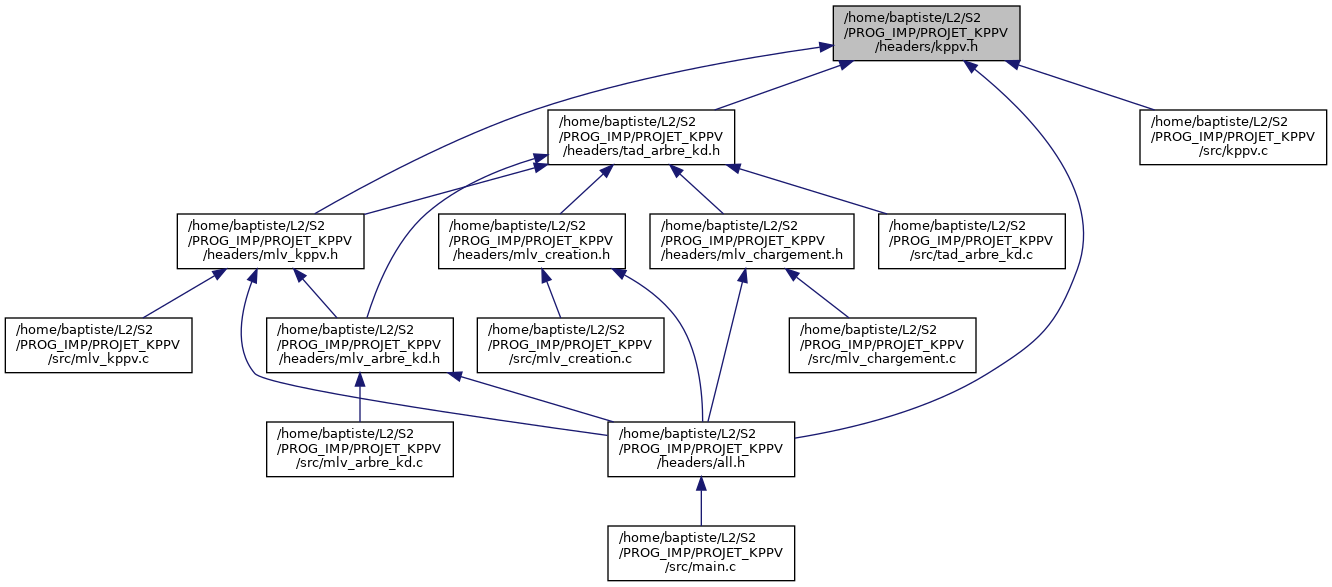 /home/baptiste/L2/S2
/PROG_IMP/PROJET_KPPV
/headers/kppv.h
/home/baptiste/L2/S2
/PROG_IMP/PROJET_KPPV
/headers/tad_arbre_kd.h
/home/baptiste/L2/S2
/PROG_IMP/PROJET_KPPV
/src/kppv.c
/home/baptiste/L2/S2
/PROG_IMP/PROJET_KPPV
/headers/mlv_kppv.h
/home/baptiste/L2/S2
/PROG_IMP/PROJET_KPPV
/headers/mlv_creation.h
/home/baptiste/L2/S2
/PROG_IMP/PROJET_KPPV
/headers/mlv_chargement.h
/home/baptiste/L2/S2
/PROG_IMP/PROJET_KPPV
/src/tad_arbre_kd.c
/home/baptiste/L2/S2
/PROG_IMP/PROJET_KPPV
/src/mlv_kppv.c
/home/baptiste/L2/S2
/PROG_IMP/PROJET_KPPV
/headers/mlv_arbre_kd.h
/home/baptiste/L2/S2
/PROG_IMP/PROJET_KPPV
/src/mlv_creation.c
/home/baptiste/L2/S2
/PROG_IMP/PROJET_KPPV
/src/mlv_chargement.c
/home/baptiste/L2/S2
/PROG_IMP/PROJET_KPPV
/src/mlv_arbre_kd.c
/home/baptiste/L2/S2
/PROG_IMP/PROJET_KPPV
/headers/all.h
/home/baptiste/L2/S2
/PROG_IMP/PROJET_KPPV
/src/main.c